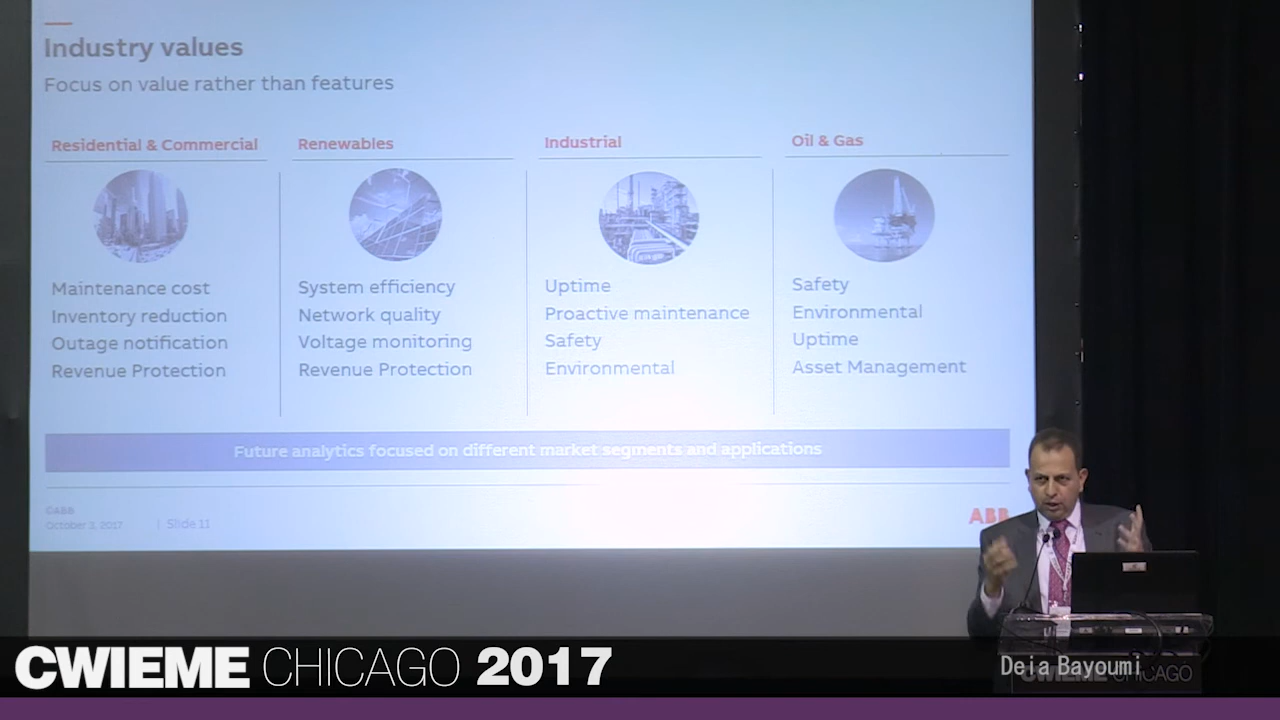 Industry values
Focus on value rather than features
Residential & Commercial
Maintenance cost
Inventory reduction
Outage notification
Revenue Protection
Renewables
System efficiency
Network quality
Voltage monitoring
Revenue Protection
Industrial
Uptime
Proactive maintenance
Safety
Environmental
Oil & Gas
Safety
Environmental
Uptime
Asset Management
Future analytics focused on different market segments and applications
©ABB
October 3, 2017 | Slide 11
ABB
CWIEME CHICAGO 2017
Deia Bayoumi
CWIEME CHICAGO